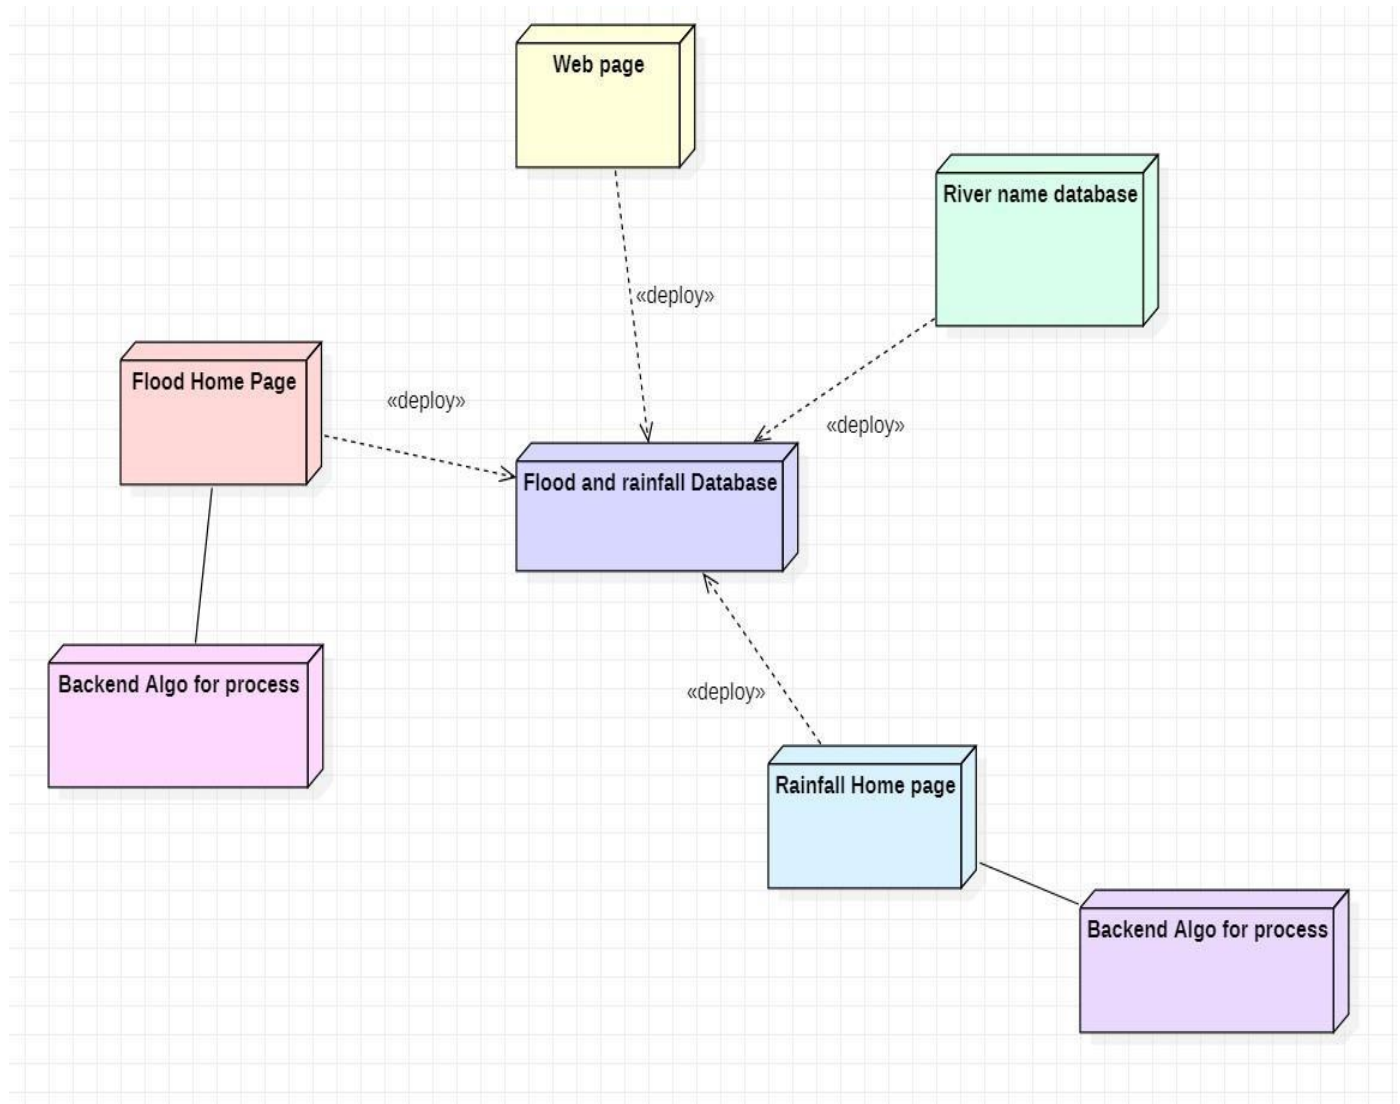 Web page
River name database
«deploy»
Flood Home Page
«deploy»
«deploy»
Flood and rainfall Database
Backend Algo for process
«deploy»
Rainfall Home page
Backend Algo for process